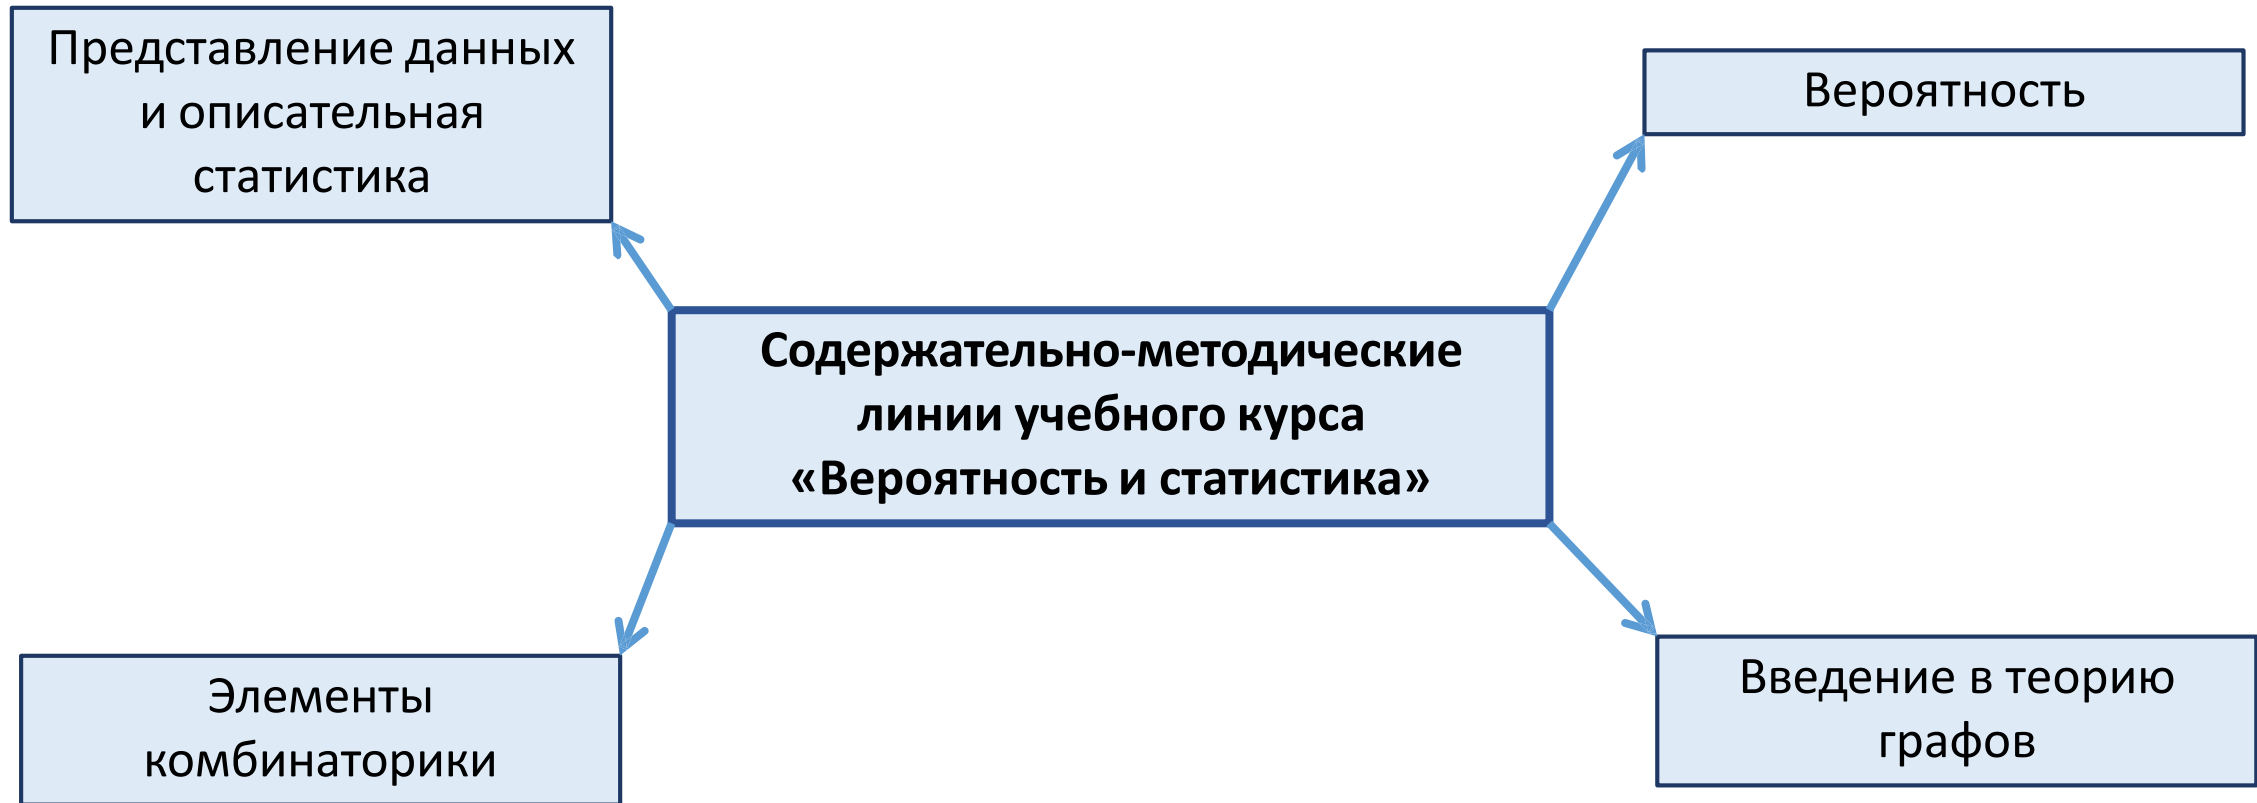 Представление данных
и описательная
статистика
Вероятность
Содержательно-методические
линии учебного курса
«Вероятность и статистика»
Элементы
комбинаторики
Введение в теорию
графов